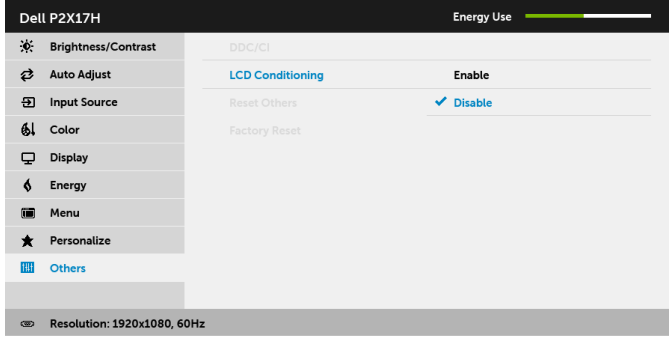 Dell P2X17H
Energy Use
Brightness/Contrast
DDC/CI
Auto Adjust
LCD Conditioning
Enable
Input Source
Reset Others
Disable
Color
Factory Reset
Display
Energy
Menu
Personalize
Others
Resolution: 1920x1080, 60Hz